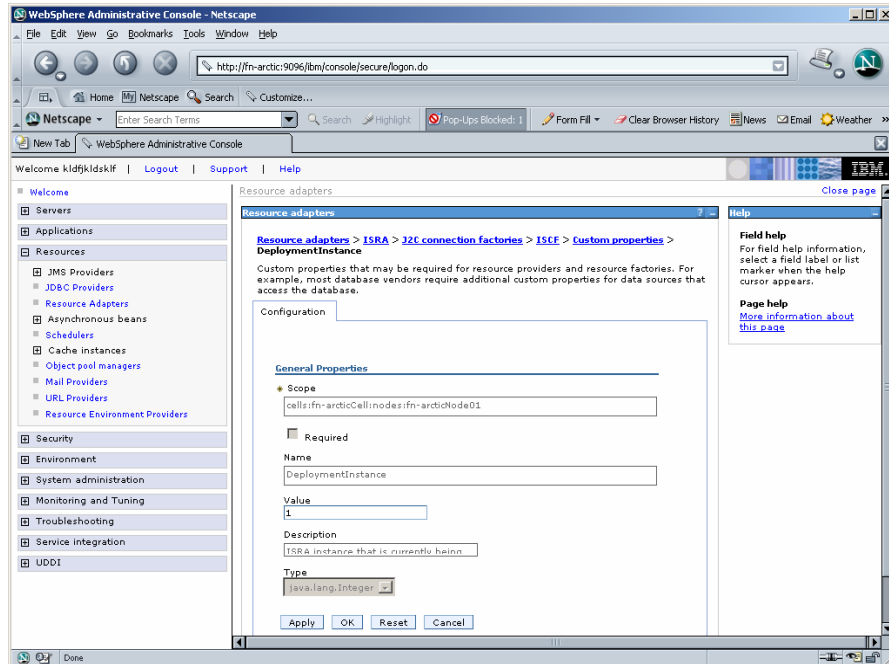 WebSphere Administrative Console - Netscape
File Edit View Go Bookmarks Tools Window Help
http://fn-arctic:9096/ibm/console/secure/logon.do
Home My Netscape Search Customize...
Netscape Enter Search Terms Search Highlight Pop-Ups Blocked: 1 Form Fill Clear Browser History News Email Weather »
New Tab WebSphere Administrative Console
Welcome kldfjkldsklf | Logout | Support | Help IBM.
Welcome
Servers
Applications
Resources
JMS Providers
JDBC Providers
Resource Adapters
Asynchronous beans
Schedulers
Cache instances
Object pool managers
Mail Providers
URL Providers
Resource Environment Providers
Security
Environment
System administration
Monitoring and Tuning
Troubleshooting
Service integration
UDDI
Resource adapters Close page
Resource adapters ? –
Resource adapters > ISRA > J2C connection factories > ISCF > Custom properties >
DeploymentInstance
Custom properties that may be required for resource providers and resource factories. For
example, most database vendors require additional custom properties for data sources that
access the database.
Configuration
General Properties
Scope
cells:fn-arcticCell:nodes:fn-arcticNode01
Required
Name
DeploymentInstance
Value
1
Description
ISRA instance that is currently being
Type
java.lang.Integer
Apply OK Reset Cancel
Help –
Field help
For field help information,
select a field label or list
marker when the help
cursor appears.
Page help
More information about
this page
Done